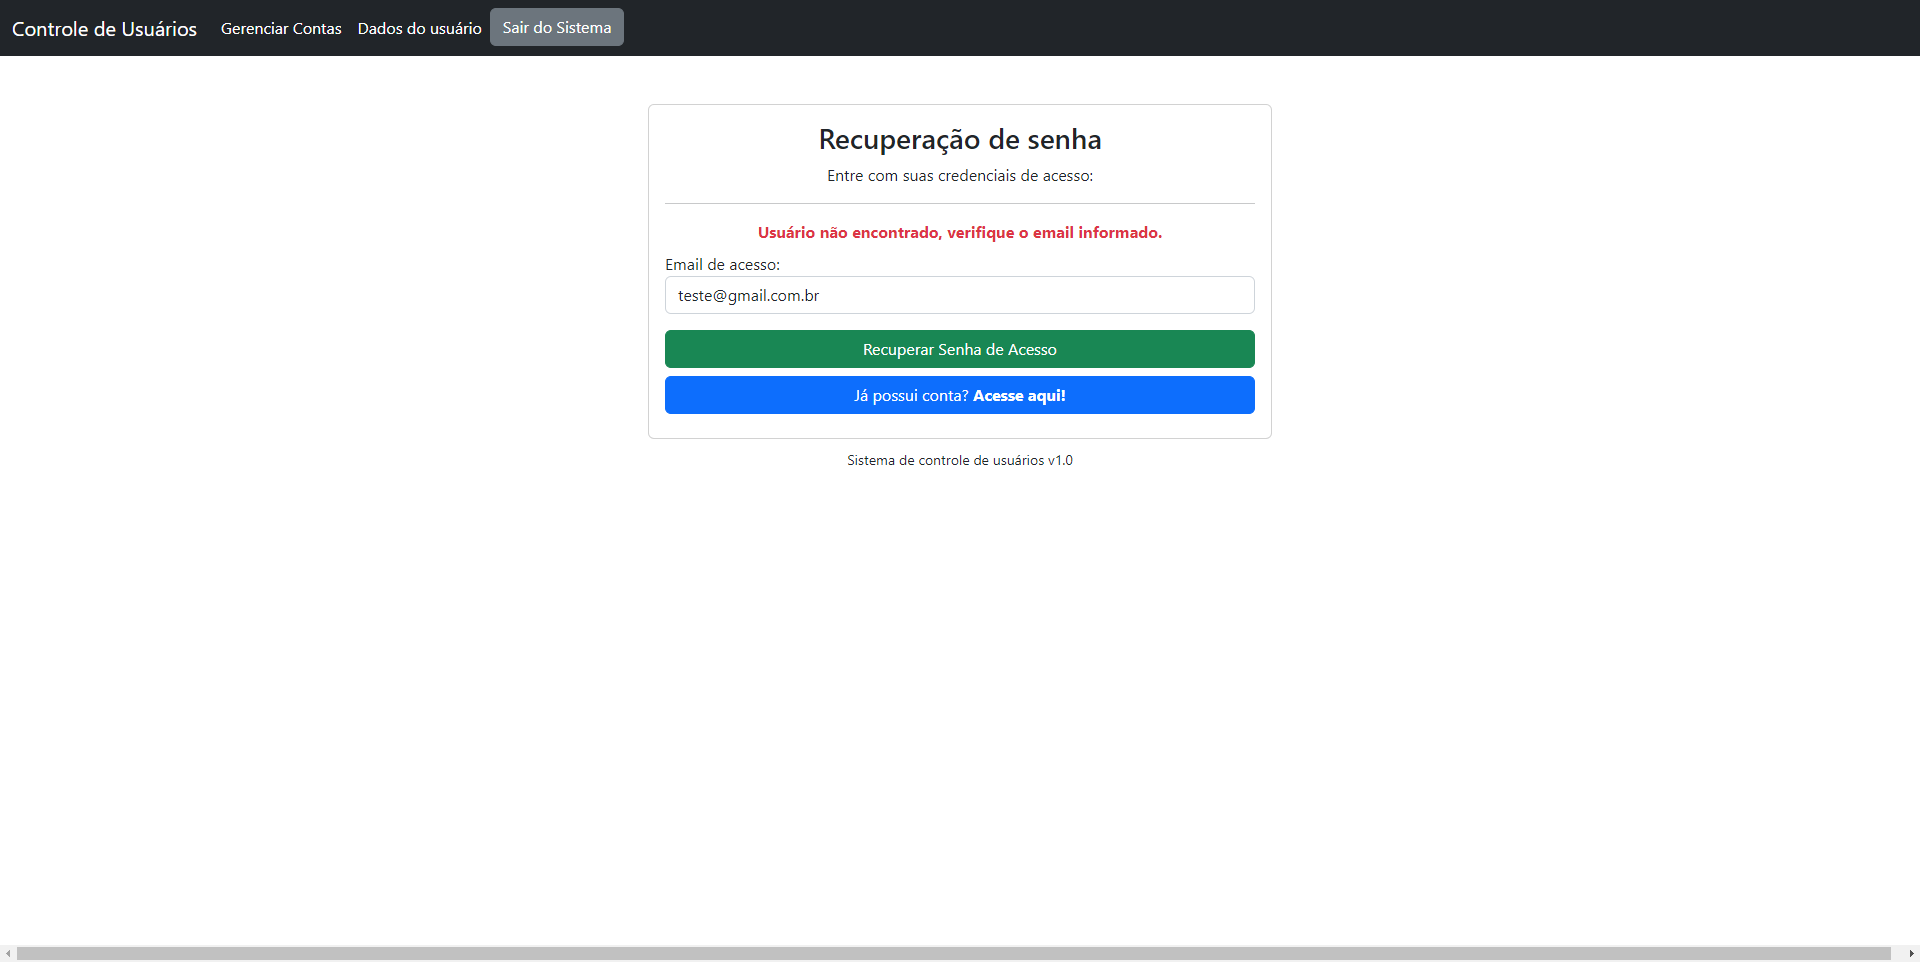 Controle de Usuários Gerenciar Contas Dados do usuário Sair do Sistema
Recuperação de senha
Entre com suas credenciais de acesso:
Usuário não encontrado, verifique o email informado.
Email de acesso:
teste@gmail.com.br
Recuperar Senha de Acesso
Já possui conta? Acesse aqui!
Sistema de controle de usuários v1.0